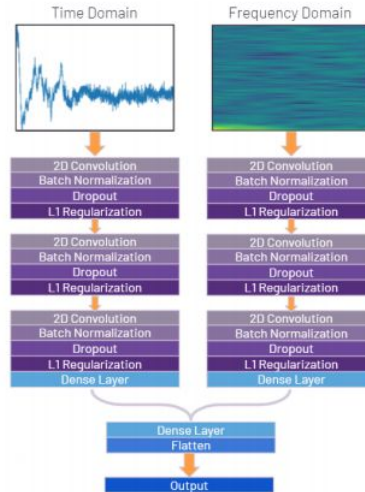 Time Domain
Frequency Domain
2D Convolution
Batch Normalization
Dropout
L1 Regularization
2D Convolution
Batch Normalization
Dropout
L1 Regularization
2D Convolution
Batch Normalization
Dropout
L1 Regularization
Dense Layer
2D Convolution
Batch Normalization
Dropout
L1 Regularization
2D Convolution
Batch Normalization
Dropout
L1 Regularization
2D Convolution
Batch Normalization
Dropout
L1 Regularization
Dense Layer
Dense Layer
Flatten
Output